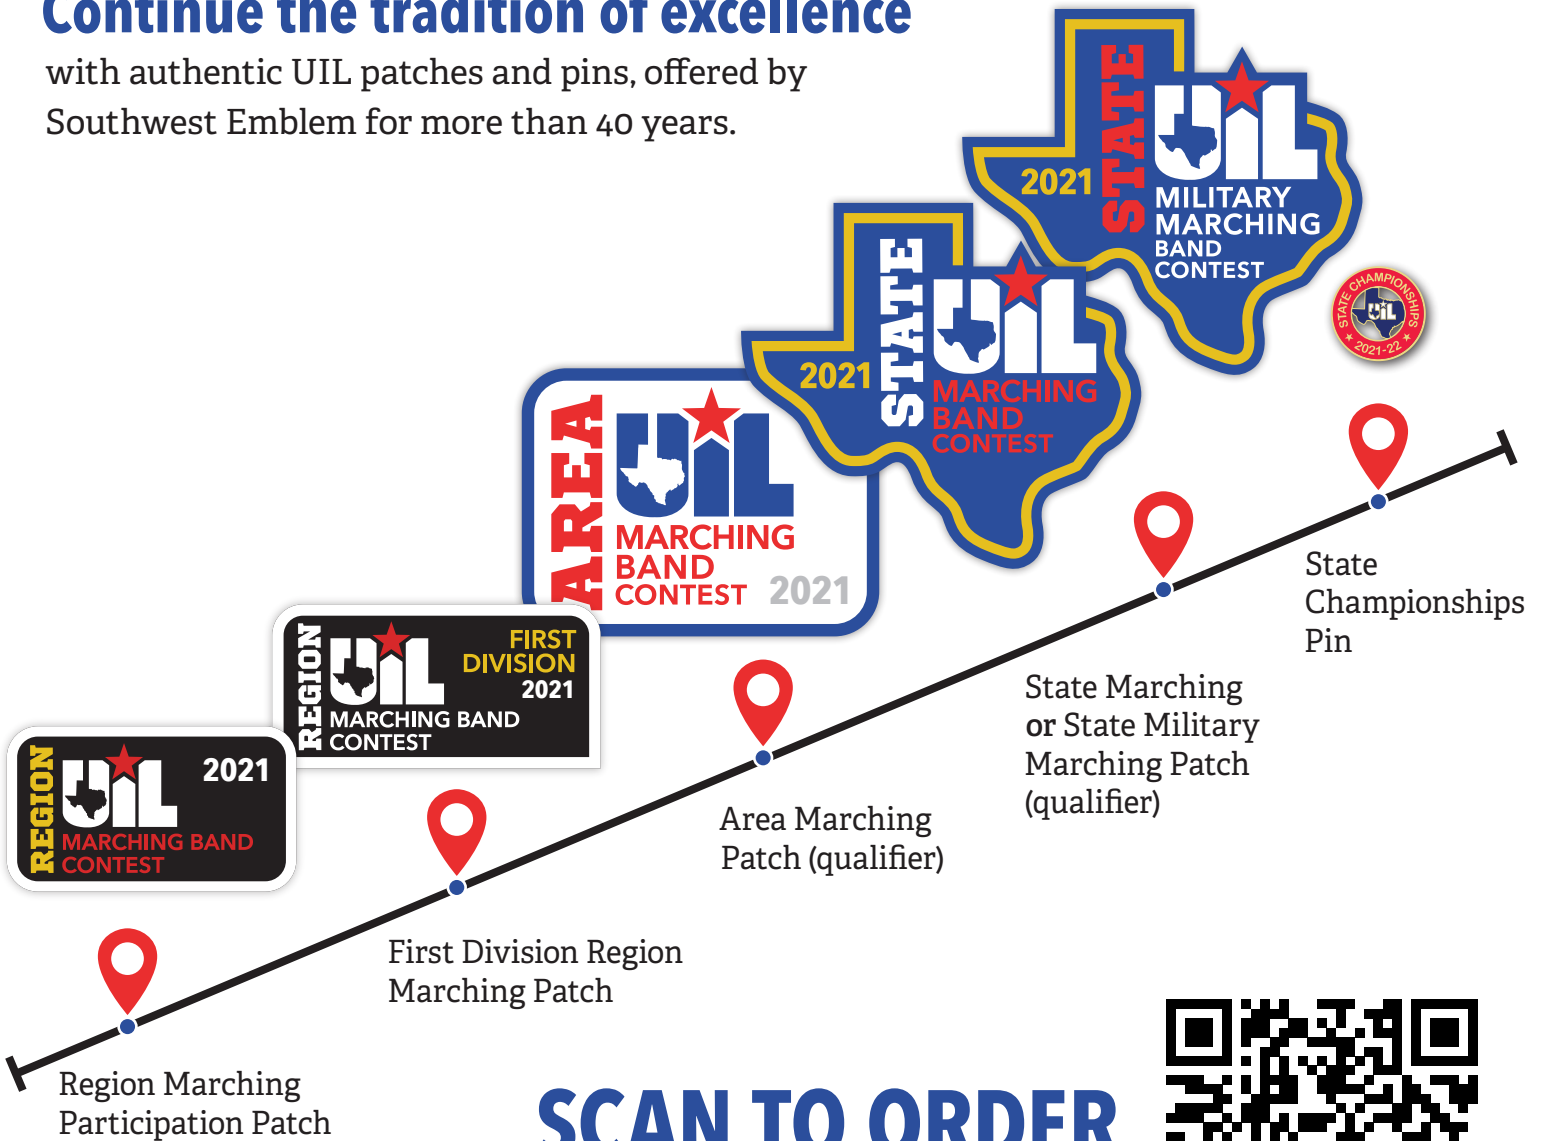 Continue the tradition of excellence
with authentic UIL patches and pins, offered by
Southwest Emblem for more than 40 years.
2021
STATE
UIL
MILITARY
MARCHING
BAND
CONTEST
STATE CHAMPIONSHIPS
UIL
★ 2021-22 ★
2021
STATE
UIL
MARCHING
BAND
CONTEST
AREA
UIL
MARCHING
BAND
CONTEST 2021
REGION
UIL
FIRST
DIVISION
2021
MARCHING BAND
CONTEST
REGION
UIL
2021
MARCHING BAND
CONTEST
State
Championships
Pin
State Marching
or State Military
Marching Patch
(qualifier)
Area Marching
Patch (qualifier)
First Division Region
Marching Patch
Region Marching
Participation Patch
SCAN TO ORDER